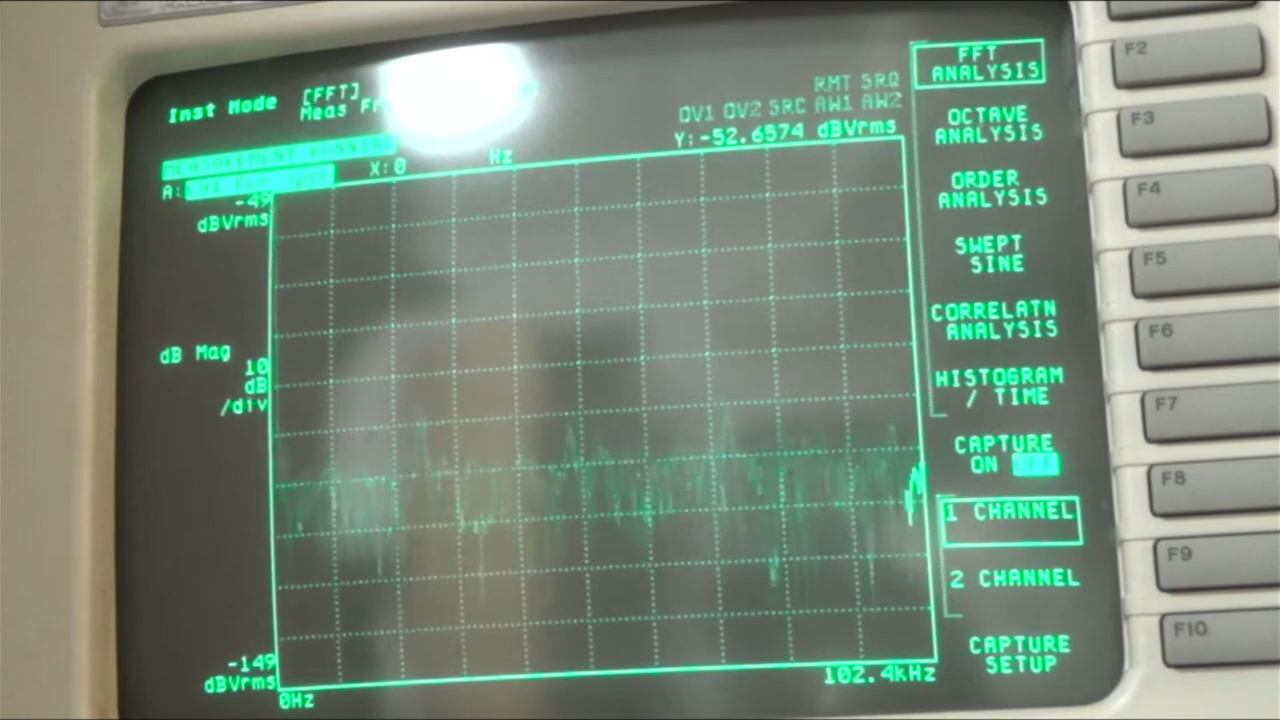 Inst Mode [FFT]
Meas
RMT SRQ
OV1 OV2 SRC AW1 AW2
Y:-52.6574 dBVrms
MEASUREMENT RUNNING
X:0 Hz
A:
-49
dBVrms
dB Mag
10
dB
/div
-149
dBVrms
0Hz
102.4kHz
FFT
ANALYSIS
OCTAVE
ANALYSIS
ORDER
ANALYSIS
SWEPT
SINE
CORRELATN
ANALYSIS
HISTOGRAM
/ TIME
CAPTURE
ON OFF
1 CHANNEL
2 CHANNEL
CAPTURE
SETUP
F2
F3
F4
F5
F6
F7
F8
F9
F10